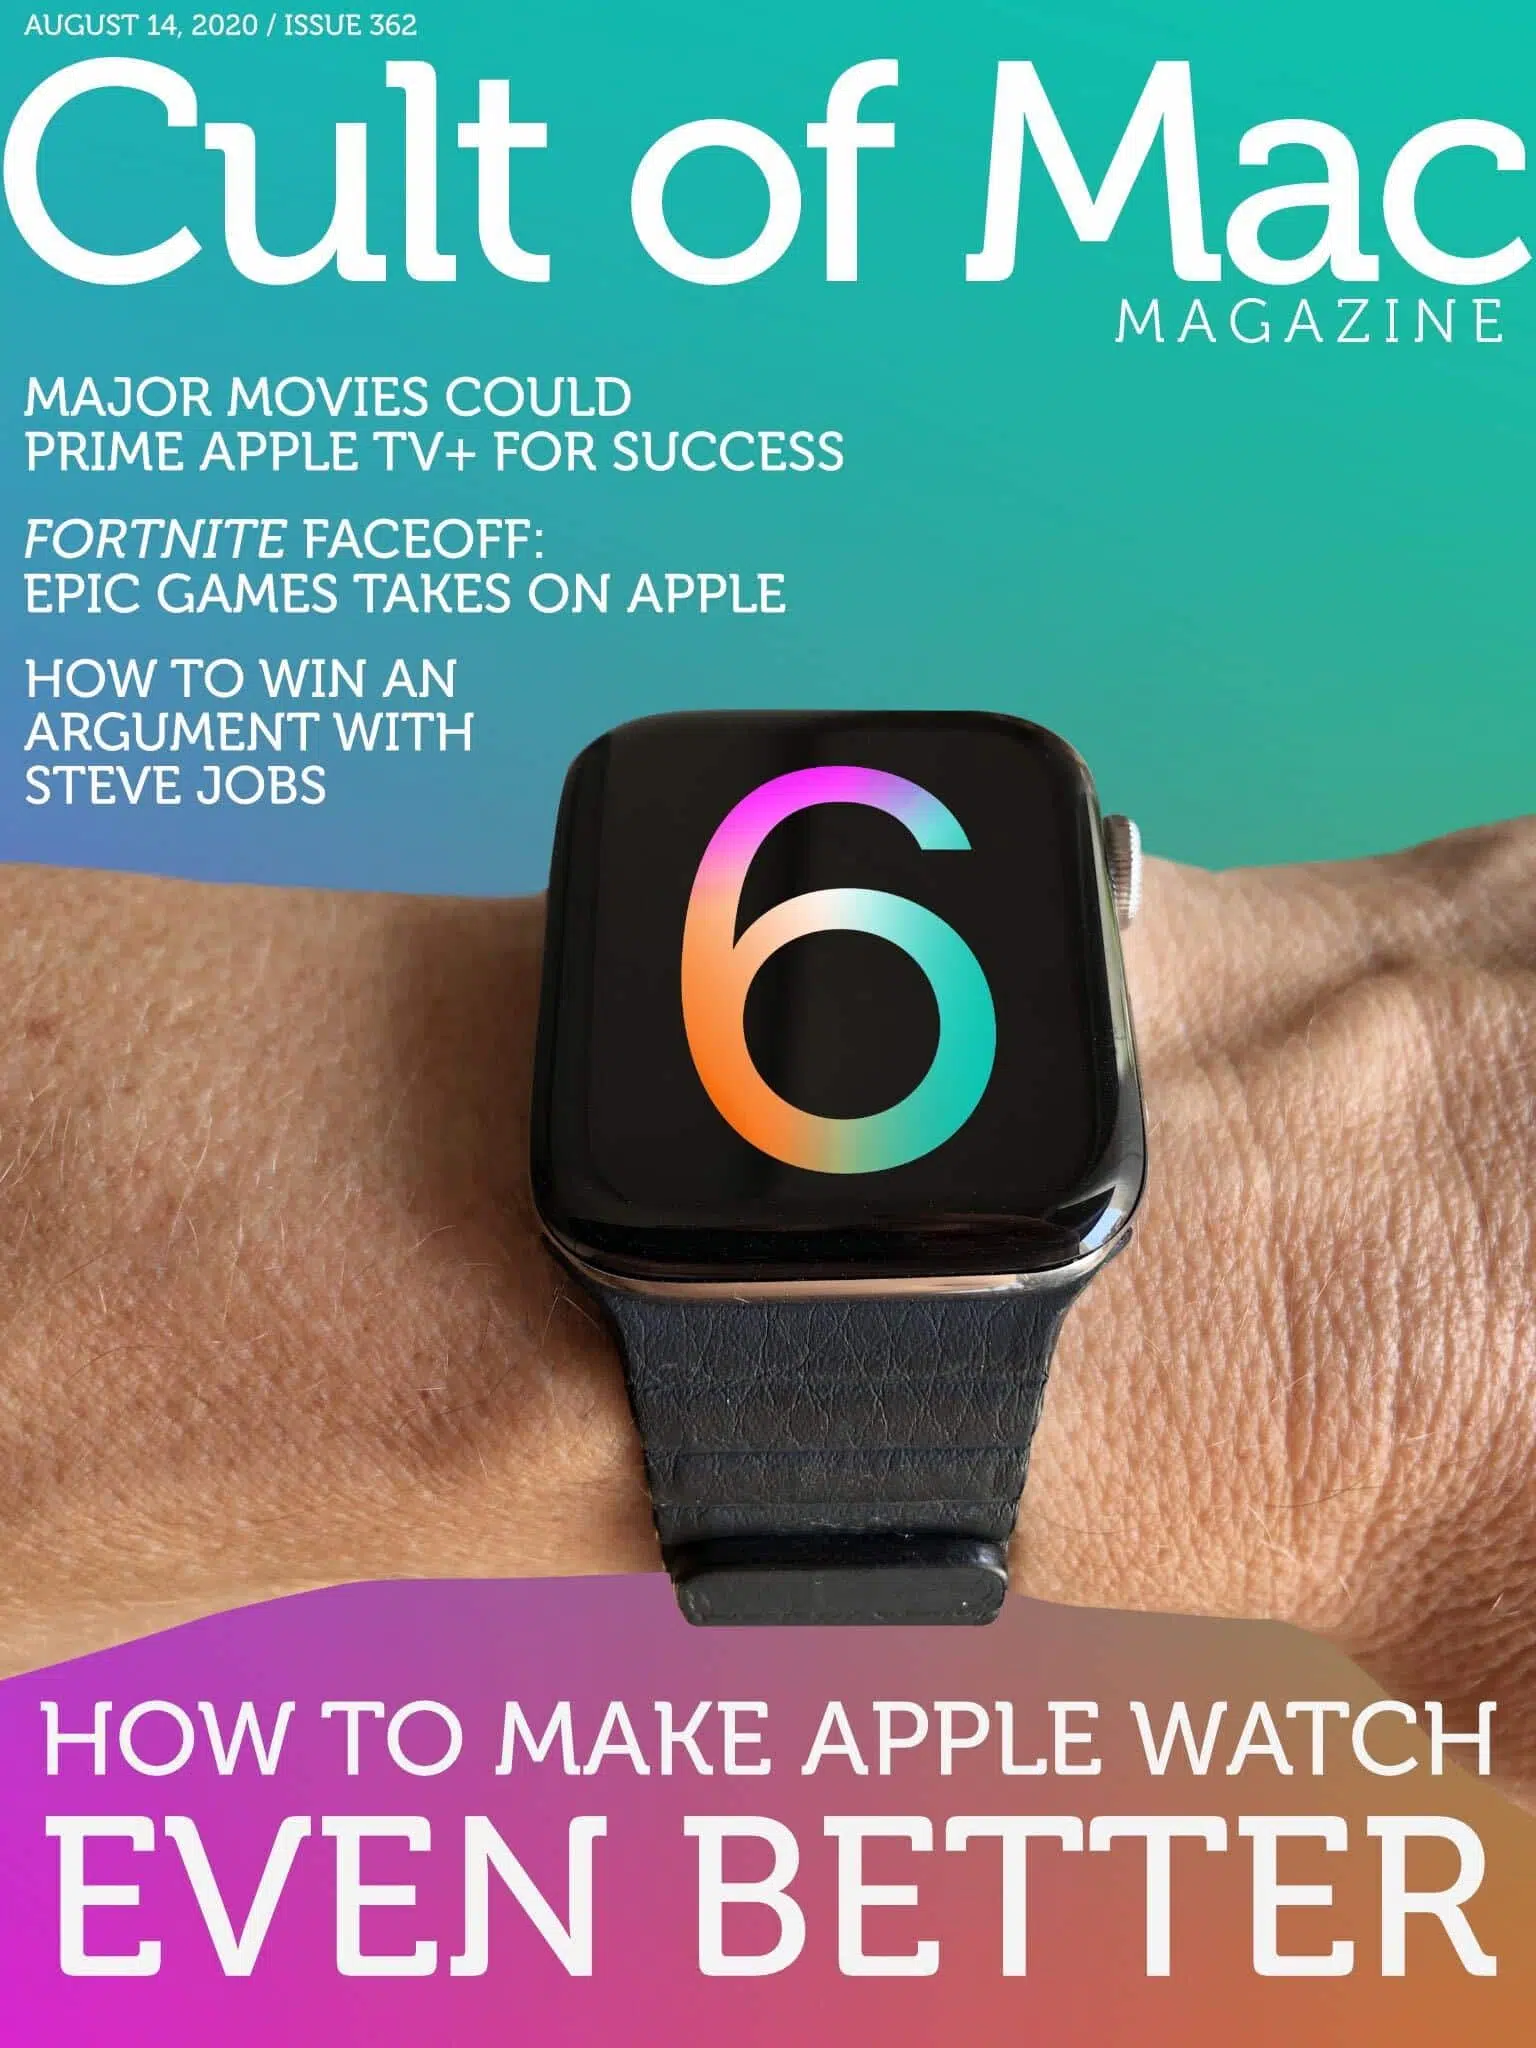 AUGUST 14, 2020 / ISSUE 362
Cult of Mac
MAGAZINE
MAJOR MOVIES COULD
PRIME APPLE TV+ FOR SUCCESS
FORTNITE FACEOFF:
EPIC GAMES TAKES ON APPLE
HOW TO WIN AN
ARGUMENT WITH
STEVE JOBS
6
HOW TO MAKE APPLE WATCH
EVEN BETTER